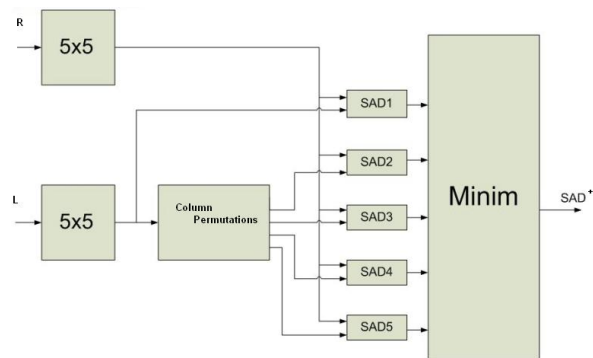 R
5x5
SAD1
SAD2
L
5x5
Column
Permutations
SAD3
SAD4
SAD5
Minim
SAD+